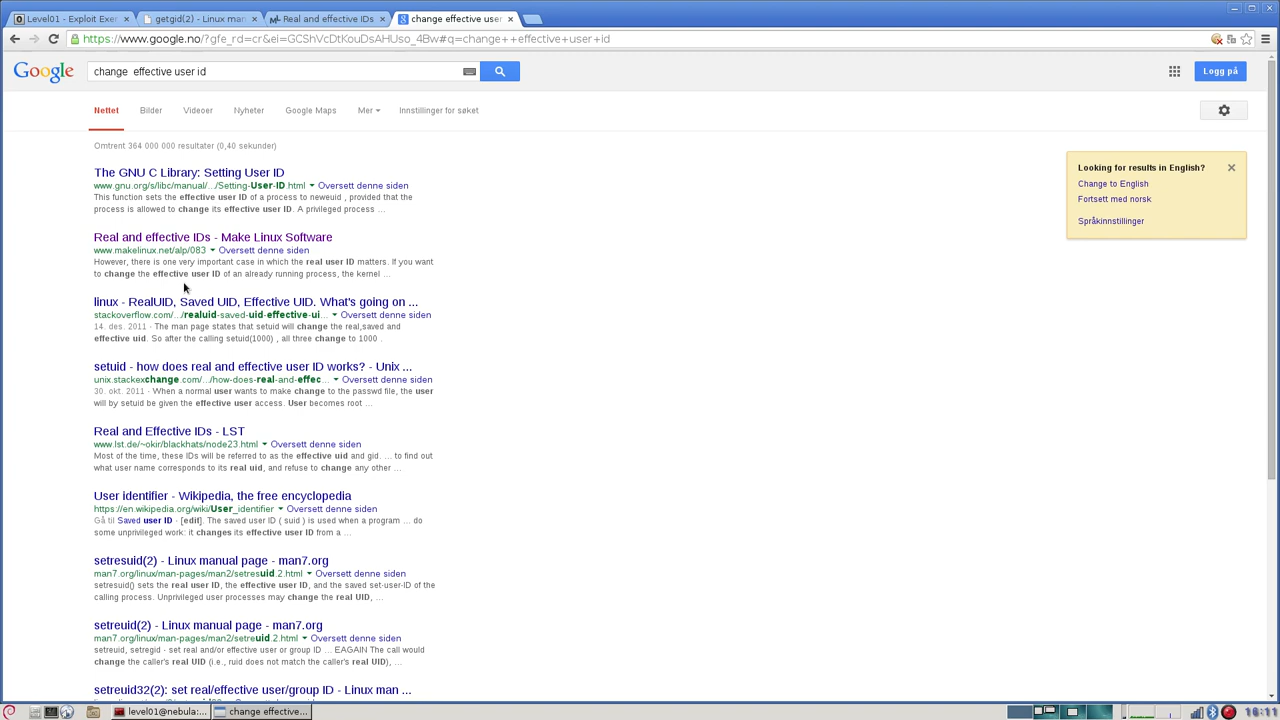 Level01 - Exploit Exer
getgid(2) - Linux man
Real and effective IDs
change effective user
https://www.google.no/?gfe_rd=cr&ei=GCShVcDtKouDsAHUso_4Bw#q=change++effective+user+id
Google
change  effective user id
Logg på
Nettet
Bilder
Videoer
Nyheter
Google Maps
Mer
Innstillinger for søket
Omtrent 364 000 000 resultater (0,40 sekunder)
The GNU C Library: Setting User ID
www.gnu.org/s/libc/manual/.../Setting-User-ID.html Oversett denne siden
This function sets the effective user ID of a process to neweuid , provided that the
process is allowed to change its effective user ID. A privileged process ...
Real and effective IDs - Make Linux Software
www.makelinux.net/alp/083 Oversett denne siden
However, there is one very important case in which the real user ID matters. If you want
to change the effective user ID of an already running process, the kernel ...
linux - RealUID, Saved UID, Effective UID. What's going on ...
stackoverflow.com/.../realuid-saved-uid-effective-ui... Oversett denne siden
14. des. 2011 - The man page states that setuid will change the real,saved and
effective uid. So after the calling setuid(1000) , all three change to 1000 .
setuid - how does real and effective user ID works? - Unix ...
unix.stackexchange.com/.../how-does-real-and-effec... Oversett denne siden
30. okt. 2011 - When a normal user wants to make change to the passwd file, the user
will by setuid be given the effective user access. User becomes root ...
Real and Effective IDs - LST
www.lst.de/~okir/blackhats/node23.html Oversett denne siden
Most of the time, these IDs will be referred to as the effective uid and gid. ... to find out
what user name corresponds to its real uid, and refuse to change any other ...
User identifier - Wikipedia, the free encyclopedia
https://en.wikipedia.org/wiki/User_identifier Oversett denne siden
Gå til Saved user ID - [edit]. The saved user ID ( suid ) is used when a program ... do
some unprivileged work: it changes its effective user ID from a ...
setresuid(2) - Linux manual page - man7.org
man7.org/linux/man-pages/man2/setresuid.2.html Oversett denne siden
setresuid() sets the real user ID, the effective user ID, and the saved set-user-ID of the
calling process. Unprivileged user processes may change the real UID, ...
setreuid(2) - Linux manual page - man7.org
man7.org/linux/man-pages/man2/setreuid.2.html Oversett denne siden
setreuid, setregid - set real and/or effective user or group ID ... EAGAIN The call would
change the caller's real UID (i.e., ruid does not match the caller's real UID), ...
setreuid32(2): set real/effective user/group ID - Linux man ...
Looking for results in English?
Change to English
Fortsett med norsk
Språkinnstillinger
level01@nebula:...
change effective...
16:11